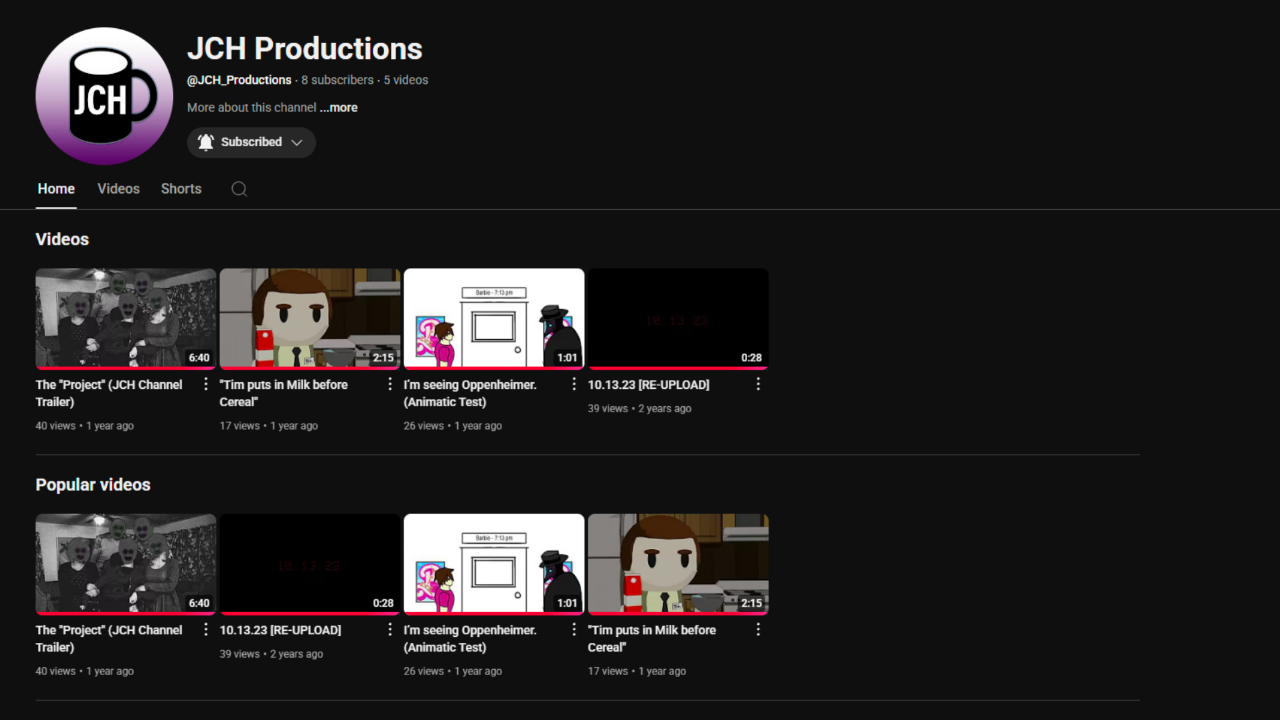 JCH
JCH Productions
@JCH_Productions · 8 subscribers · 5 videos
More about this channel ...more
Subscribed
Home Videos Shorts
Videos
Barbie - 7:13 pm
10.13.23
6:40 2:15 1:01 0:28
The "Project" (JCH Channel Trailer)
40 views • 1 year ago
"Tim puts in Milk before Cereal"
17 views • 1 year ago
I'm seeing Oppenheimer. (Animatic Test)
26 views • 1 year ago
10.13.23 [RE-UPLOAD]
39 views • 2 years ago
Popular videos
10.13.23
Barbie - 7:13 pm
6:40 0:28 1:01 2:15
The "Project" (JCH Channel Trailer)
40 views • 1 year ago
10.13.23 [RE-UPLOAD]
39 views • 2 years ago
I'm seeing Oppenheimer. (Animatic Test)
26 views • 1 year ago
"Tim puts in Milk before Cereal"
17 views • 1 year ago